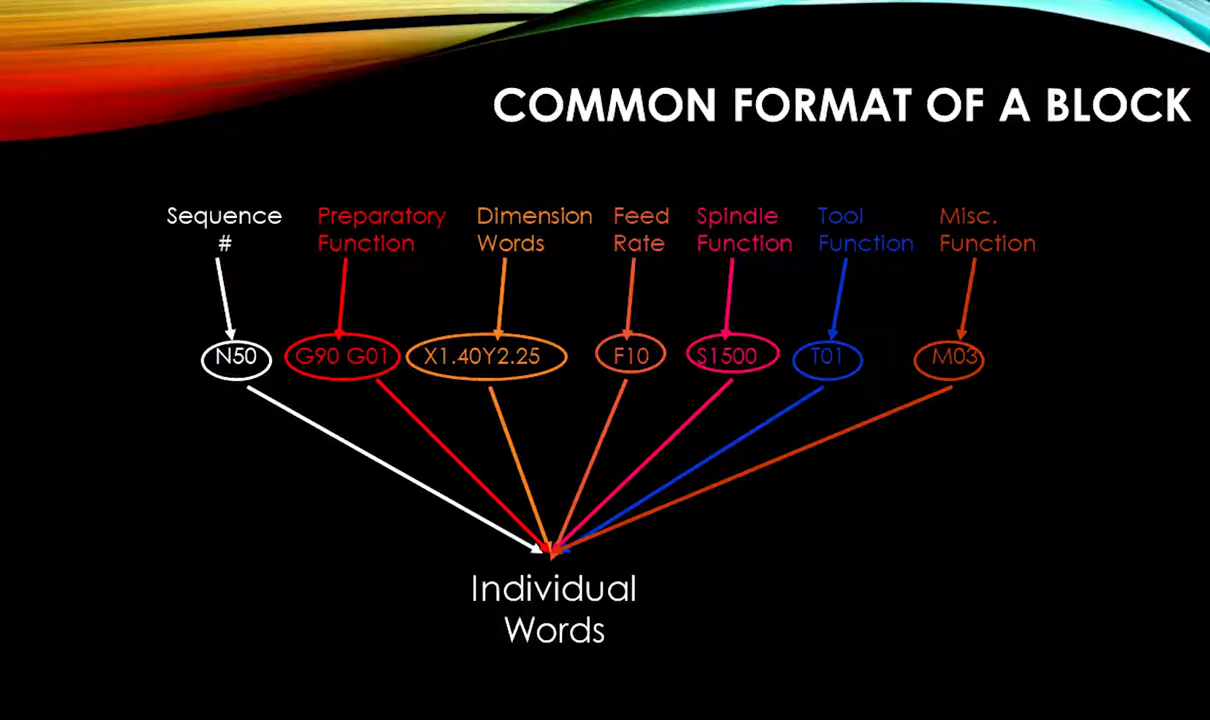 COMMON FORMAT OF A BLOCK
Sequence #
Preparatory Function
Dimension Words
Feed Rate
Spindle Function
Tool Function
Misc. Function
N50 G90 G01 X1.40Y2.25 F10 S1500 T01 M03
Individual
Words